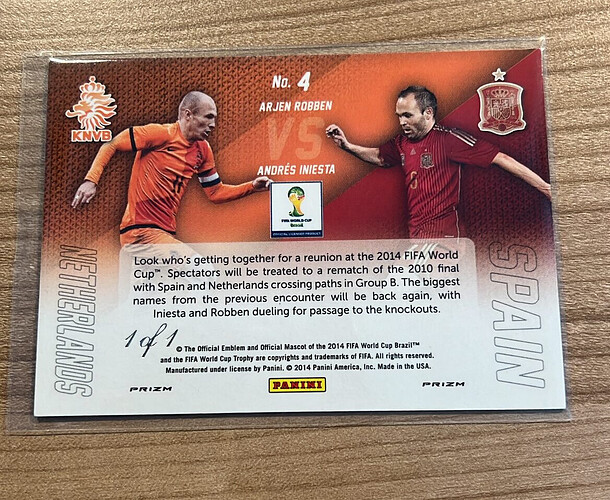 No. 4
ARJEN ROBBEN
VS
ANDRÉS INIESTA
KNVB
FIFA WORLD CUP
Brasil
OFFICIAL LICENSED PRODUCT
NETHERLANDS
SPAIN
Look who's getting together for a reunion at the 2014 FIFA World
Cup™. Spectators will be treated to a rematch of the 2010 final
with Spain and Netherlands crossing paths in Group B. The biggest
names from the previous encounter will be back again, with
Iniesta and Robben dueling for passage to the knockouts.
1 of 1
© The Official Emblem and Official Mascot of the 2014 FIFA World Cup Brazil™
and the FIFA World Cup Trophy are copyrights and trademarks of FIFA. All rights reserved.
Manufactured under license by Panini. © 2014 Panini America, Inc. Made in the USA.
PRIZM
PANINI
PRIZM